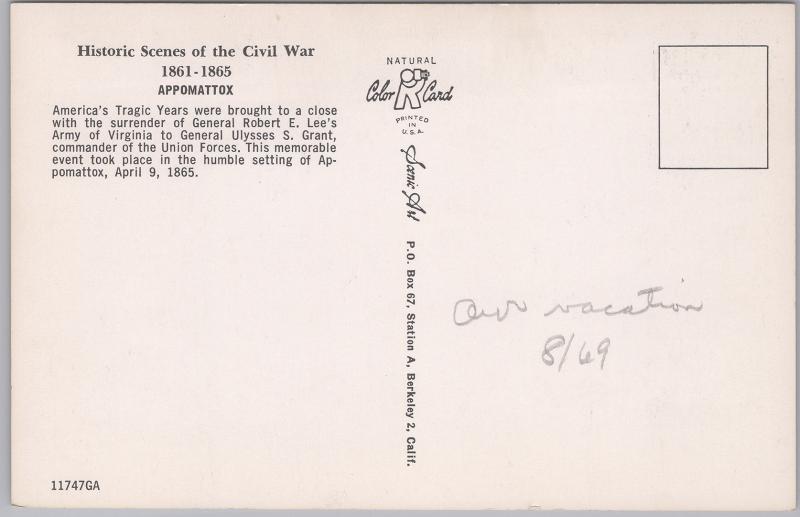 Historic Scenes of the Civil War
1861-1865
APPOMATTOX
America's Tragic Years were brought to a close
with the surrender of General Robert E. Lee's
Army of Virginia to General Ulysses S. Grant,
commander of the Union Forces. This memorable
event took place in the humble setting of Ap-
pomattox, April 9, 1865.
11747GA
NATURAL
Color Card
PRINTED
IN
U.S.A.
Scenic Art P.O. Box 67, Station A, Berkeley 2, Calif.
Our vacation
8/69